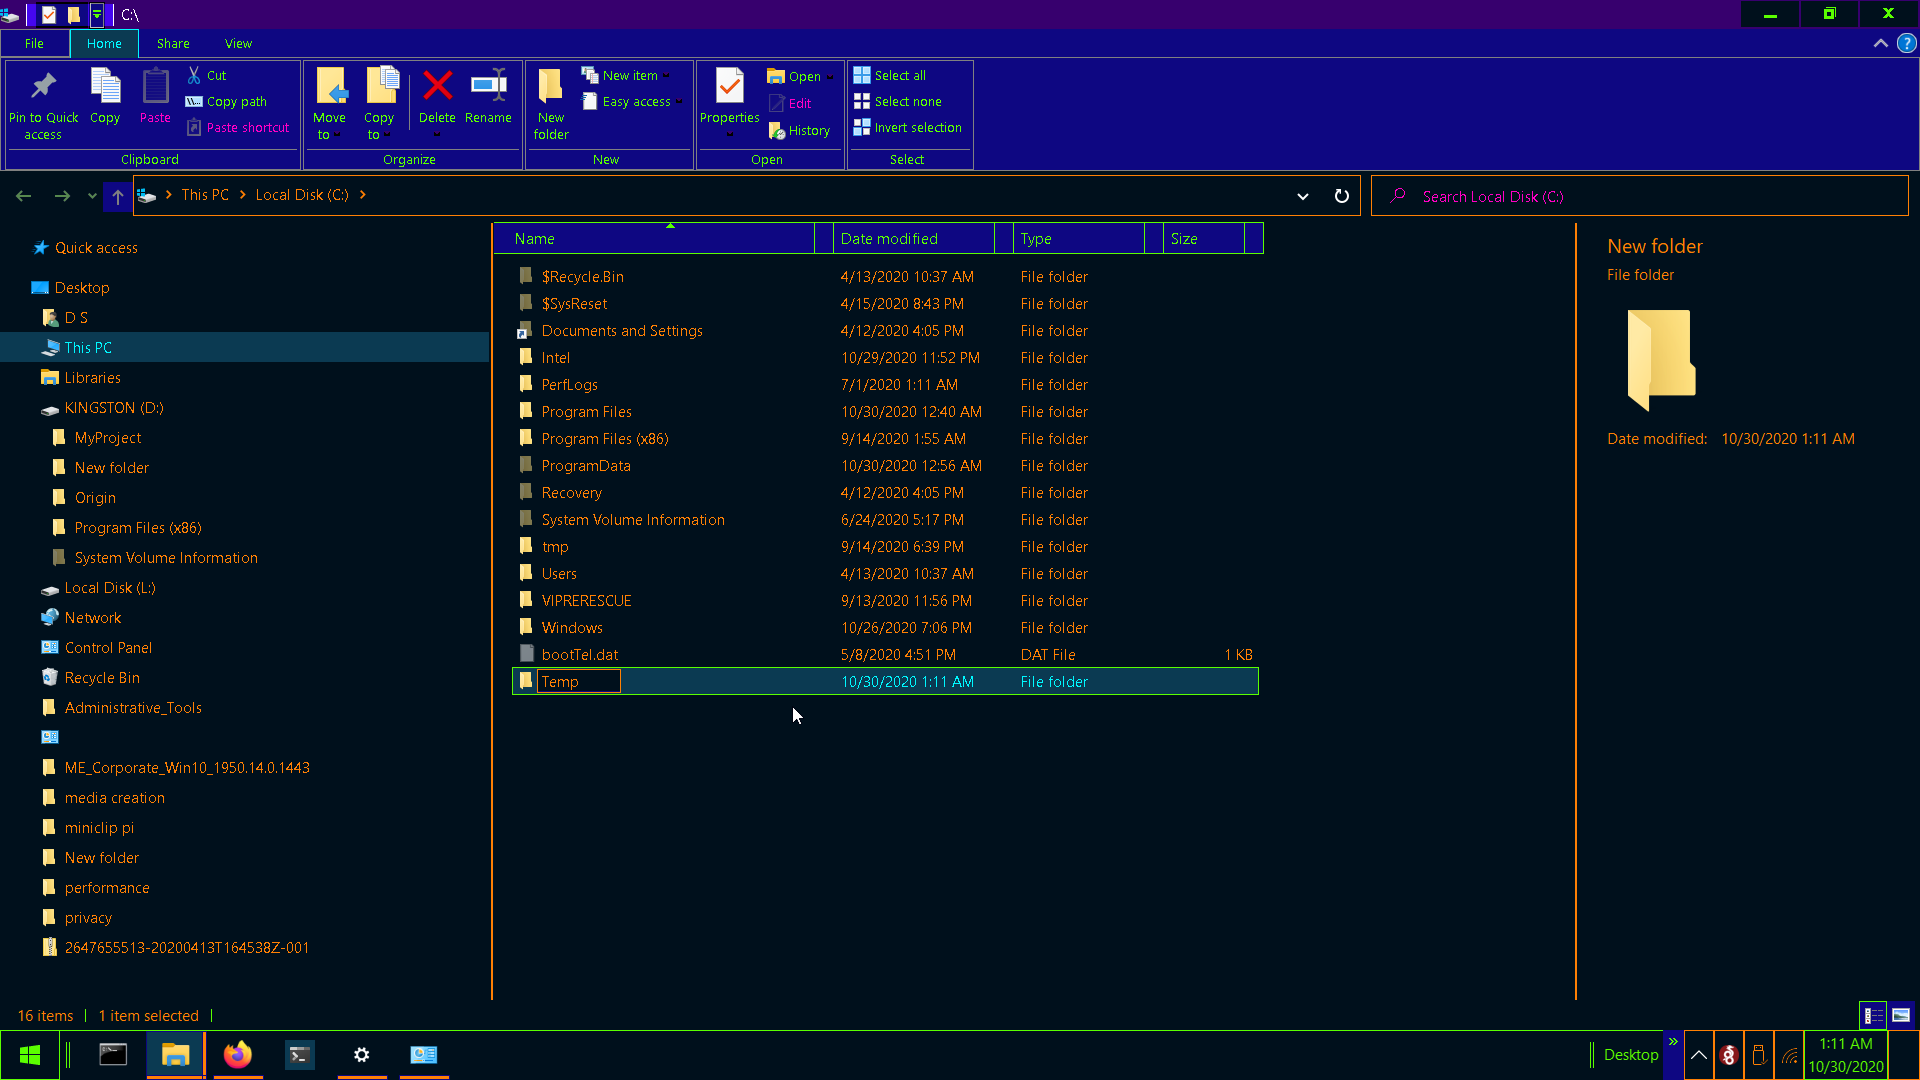 C:\
File Home Share View
Pin to Quick access
Copy
Paste
Cut
Copy path
Paste shortcut
Clipboard
Move to
Copy to
Delete
Rename
Organize
New folder
New item
Easy access
New
Properties
Open
Edit
History
Open
Select all
Select none
Invert selection
Select
This PC Local Disk (C:)
Search Local Disk (C:)
Quick access
Desktop
D S
This PC
Libraries
KINGSTON (D:)
MyProject
New folder
Origin
Program Files (x86)
System Volume Information
Local Disk (L:)
Network
Control Panel
Recycle Bin
Administrative_Tools
ME_Corporate_Win10_1950.14.0.1443
media creation
miniclip pi
New folder
performance
privacy
2647655513-20200413T164538Z-001
Name Date modified Type Size
$Recycle.Bin 4/13/2020 10:37 AM File folder
$SysReset 4/15/2020 8:43 PM File folder
Documents and Settings 4/12/2020 4:05 PM File folder
Intel 10/29/2020 11:52 PM File folder
PerfLogs 7/1/2020 1:11 AM File folder
Program Files 10/30/2020 12:40 AM File folder
Program Files (x86) 9/14/2020 1:55 AM File folder
ProgramData 10/30/2020 12:56 AM File folder
Recovery 4/12/2020 4:05 PM File folder
System Volume Information 6/24/2020 5:17 PM File folder
tmp 9/14/2020 6:39 PM File folder
Users 4/13/2020 10:37 AM File folder
VIPRERESCUE 9/13/2020 11:56 PM File folder
Windows 10/26/2020 7:06 PM File folder
bootTel.dat 5/8/2020 4:51 PM DAT File 1 KB
Temp 10/30/2020 1:11 AM File folder
New folder
File folder
Date modified: 10/30/2020 1:11 AM
16 items 1 item selected
Desktop
1:11 AM
10/30/2020